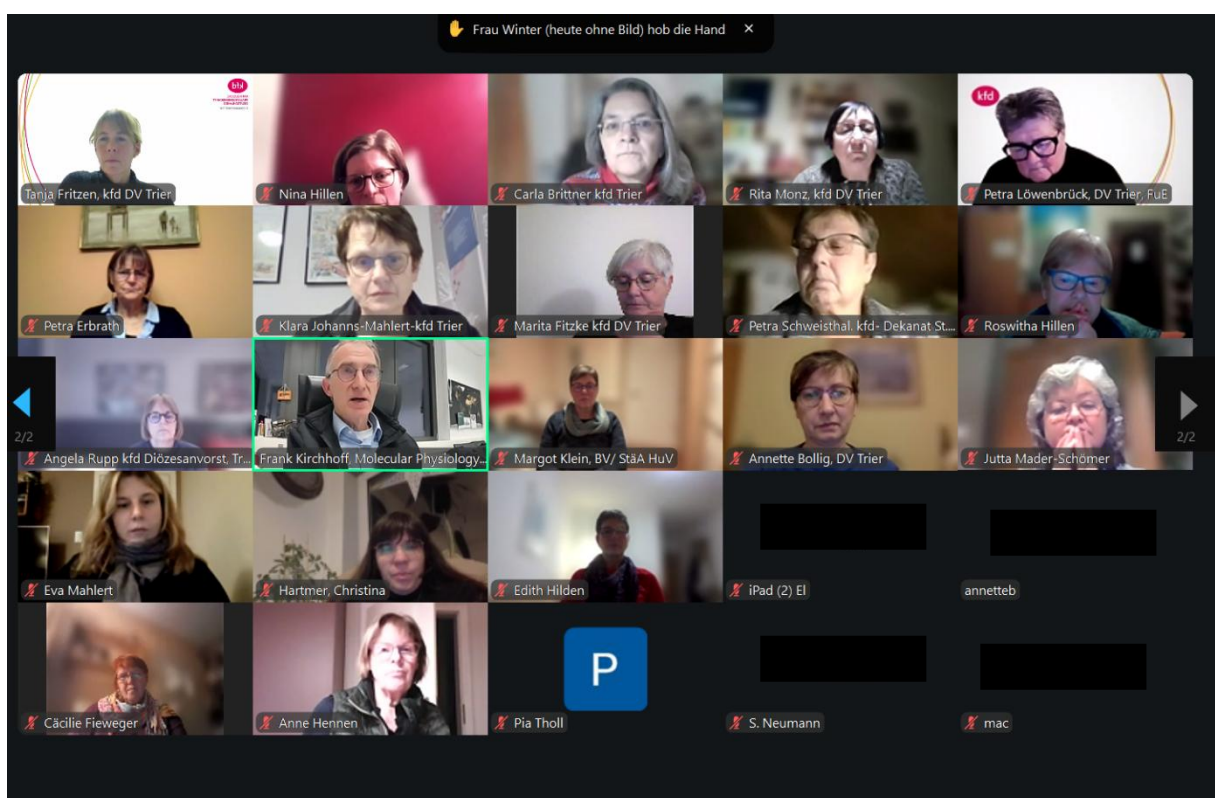 Frau Winter (heute ohne Bild) hob die Hand
Tanja Fritzen, kfd DV Trier
Nina Hillen
Carla Brittner kfd Trier
Rita Monz, kfd DV Trier
kfd
Petra Löwenbrück, DV Trier, FuE
Petra Erbrath
Klara Johanns-Mahlert-kfd Trier
Marita Fitzke kfd DV Trier
Petra Schweisthal. kfd- Dekanat St...
Roswitha Hillen
2/2
2/2
Angela Rupp kfd Diözesanvorst, Tr...
Frank Kirchhoff, Molecular Physiology...
Margot Klein, BV/ StäA HuV
Annette Bollig, DV Trier
Jutta Mader-Schömer
Eva Mahlert
Hartmer, Christina
Edith Hilden
iPad (2) El
annetteb
Cäcilie Fieweger
Anne Hennen
P
Pia Tholl
S. Neumann
mac